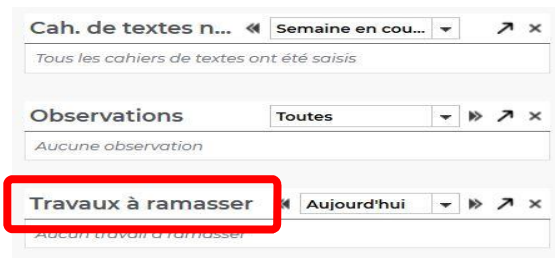 Cah. de textes n... Semaine en cou...
Tous les cahiers de textes ont été saisis
Observations Toutes
Aucune observation
Travaux à ramasser Aujourd'hui
Aucun travail à ramasser